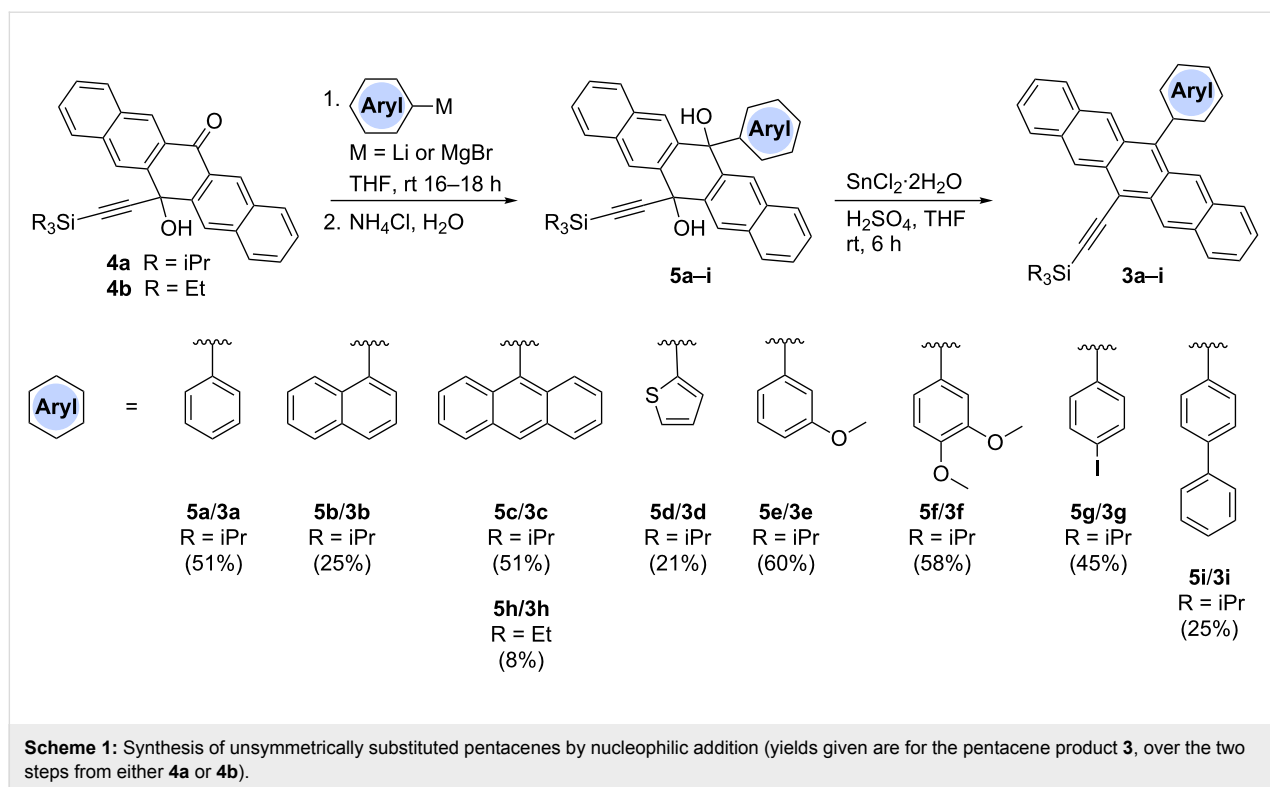 1. Aryl M
M = Li or MgBr
THF, rt 16–18 h
2. NH4Cl, H2O
O
R3Si
OH
4a R = iPr
4b R = Et
HO
Aryl
R3Si
OH
5a–i
SnCl2·2H2O
H2SO4, THF
rt, 6 h
Aryl
R3Si
3a–i
Aryl =
S
O
O
O
I
5a/3a
R = iPr
(51%)
5b/3b
R = iPr
(25%)
5c/3c
R = iPr
(51%)
5h/3h
R = Et
(8%)
5d/3d
R = iPr
(21%)
5e/3e
R = iPr
(60%)
5f/3f
R = iPr
(58%)
5g/3g
R = iPr
(45%)
5i/3i
R = iPr
(25%)
Scheme 1: Synthesis of unsymmetrically substituted pentacenes by nucleophilic addition (yields given are for the pentacene product 3, over the two
steps from either 4a or 4b).